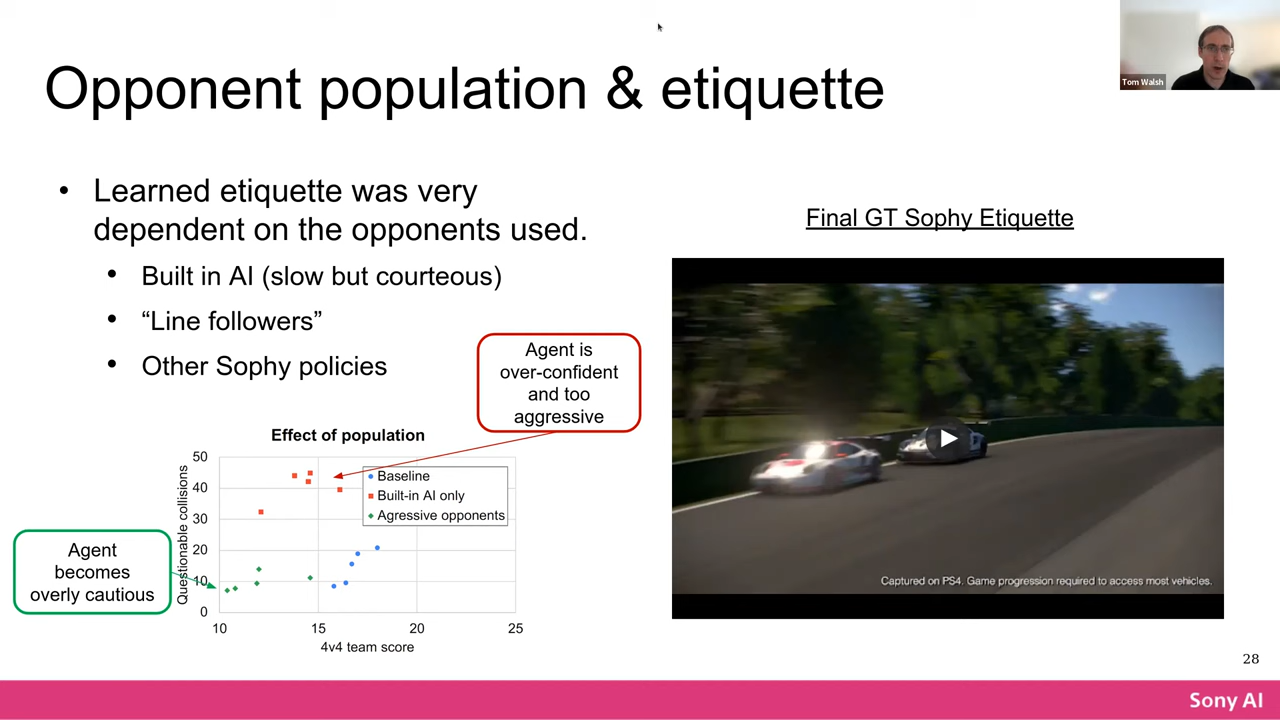 Tom Walsh
Opponent population & etiquette
• Learned etiquette was very
dependent on the opponents used.
• Built in AI (slow but courteous)
• “Line followers”
• Other Sophy policies
Agent is
over-confident
and too
aggressive
Agent
becomes
overly cautious
Effect of population
Questionable collisions
50
40
30
20
10
0
Baseline
Built-in AI only
Agressive opponents
10
15
20
25
4v4 team score
Final GT Sophy Etiquette
Captured on PS4. Game progression required to access most vehicles.
28
Sony AI